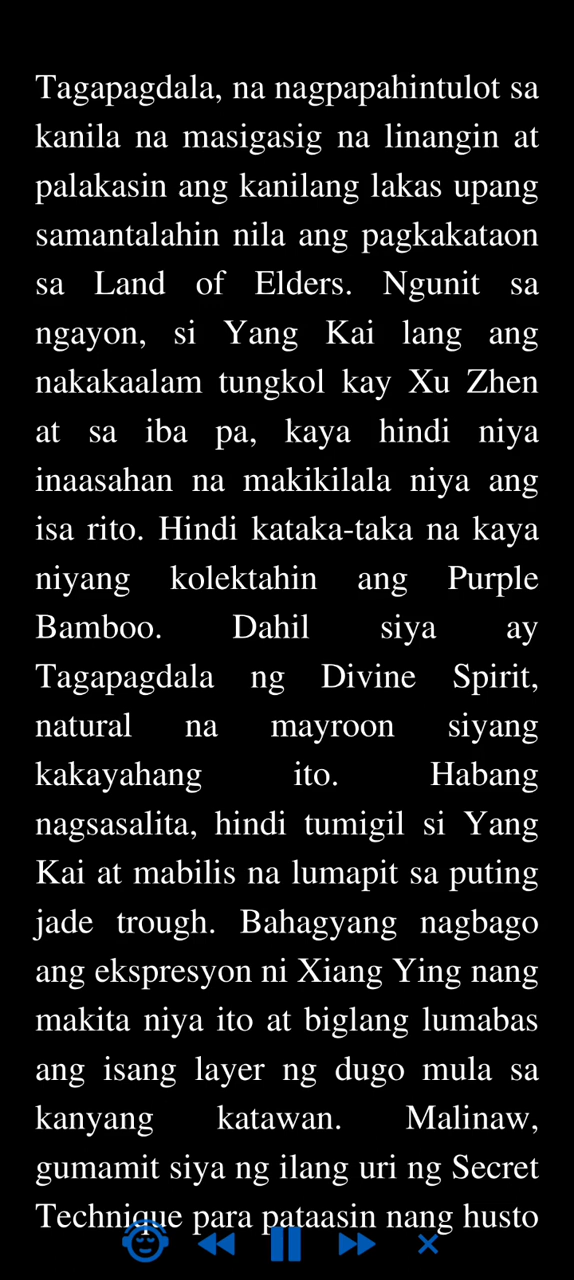 Tagapagdala, na nagpapahintulot sa
kanila na masigasig na linangin at
palakasin ang kanilang lakas upang
samantalahin nila ang pagkakataon
sa Land of Elders. Ngunit sa
ngayon, si Yang Kai lang ang
nakakaalam tungkol kay Xu Zhen
at sa iba pa, kaya hindi niya
inaasahan na makikilala niya ang
isa rito. Hindi kataka-taka na kaya
niyang kolektahin ang Purple
Bamboo. Dahil siya ay
Tagapagdala ng Divine Spirit,
natural na mayroon siyang
kakayahang ito. Habang
nagsasalita, hindi tumigil si Yang
Kai at mabilis na lumapit sa puting
jade trough. Bahagyang nagbago
ang ekspresyon ni Xiang Ying nang
makita niya ito at biglang lumabas
ang isang layer ng dugo mula sa
kanyang katawan. Malinaw,
gumamit siya ng ilang uri ng Secret
Technique para pataasin nang husto